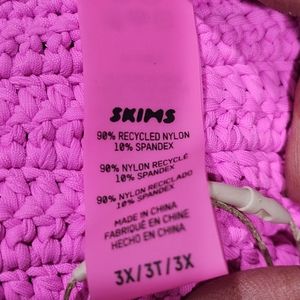 SKIMS
90% RECYCLED NYLON
10% SPANDEX
90% NYLON RECYCLÉ
10% SPANDEX
90% NYLON RECICLADO
10% SPANDEX
MADE IN CHINA
FABRIQUÉ EN CHINE
HECHO EN CHINA
3X/3T/3X